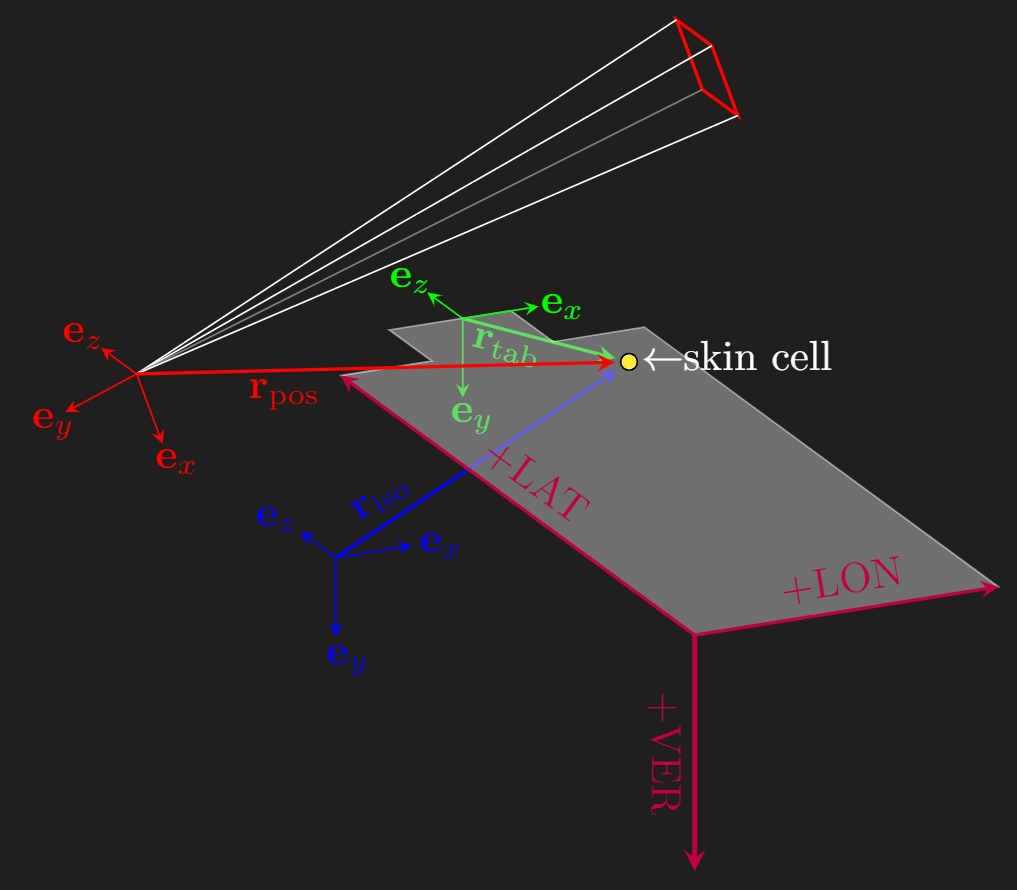 e_z
e_x
r_tab
skin cell
e_z
r_pos
e_y
e_y
e_x
+LAT
r_iso
e_z
e_x
+LON
e_y
+VER